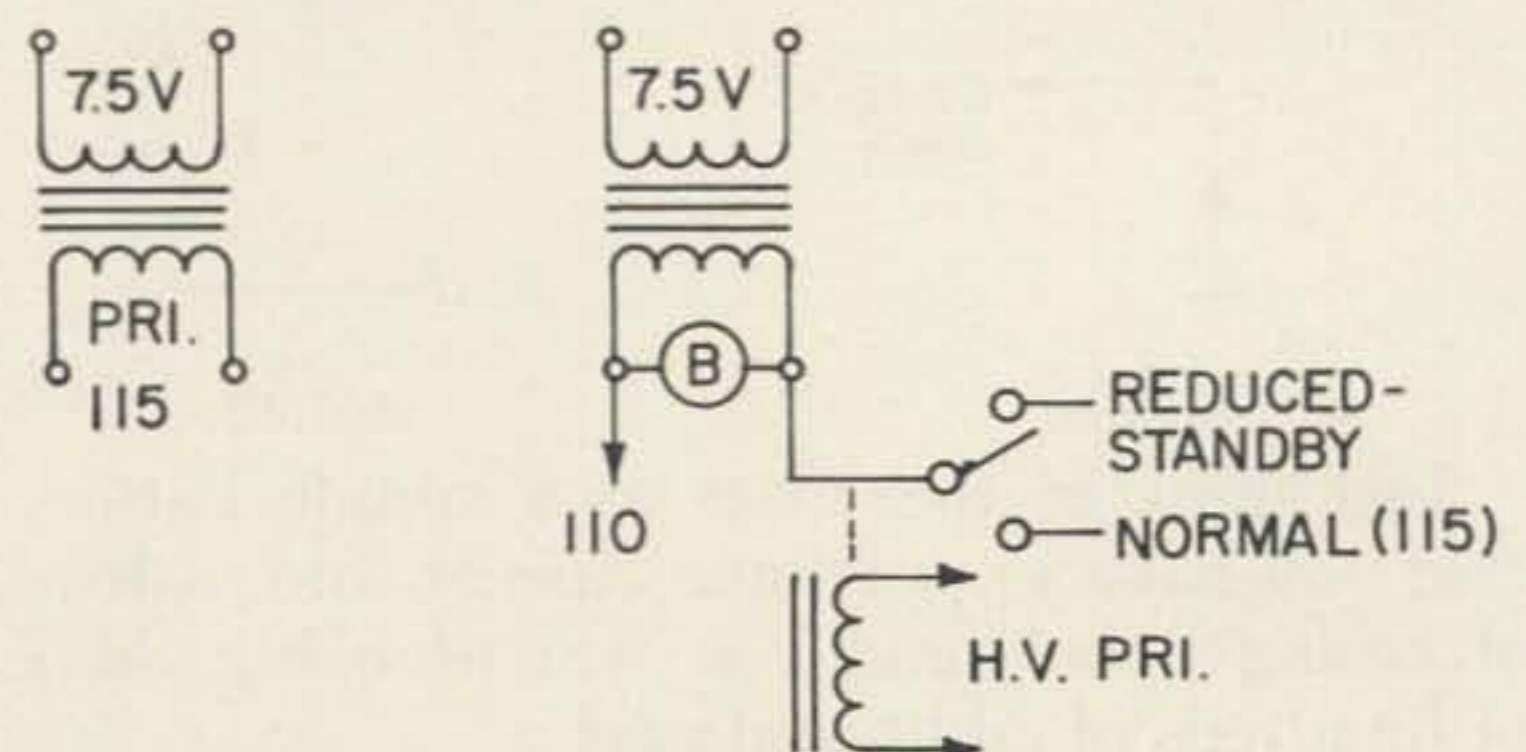 7.5V
PRI.
115
7.5V
B
110
REDUCED-
STANDBY
NORMAL (115)
H.V. PRI.